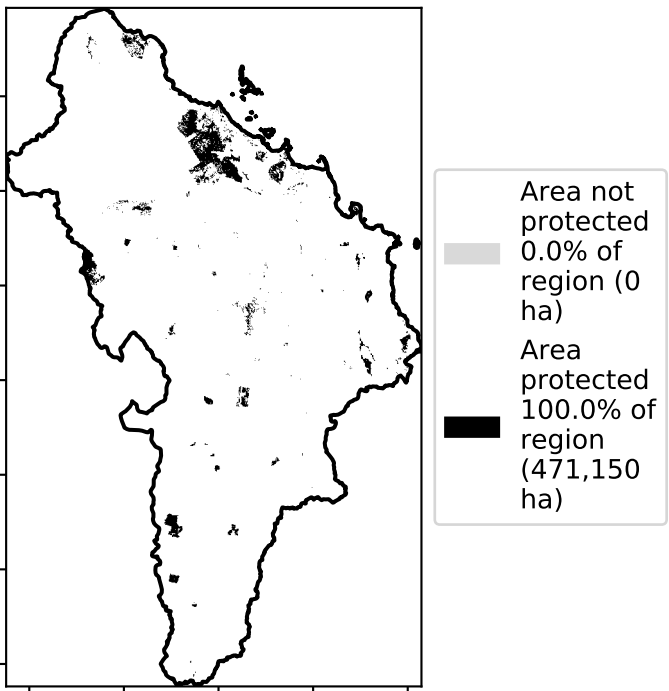 Area not
protected
0.0% of
region (0
ha)
Area
protected
100.0% of
region
(471,150
ha)